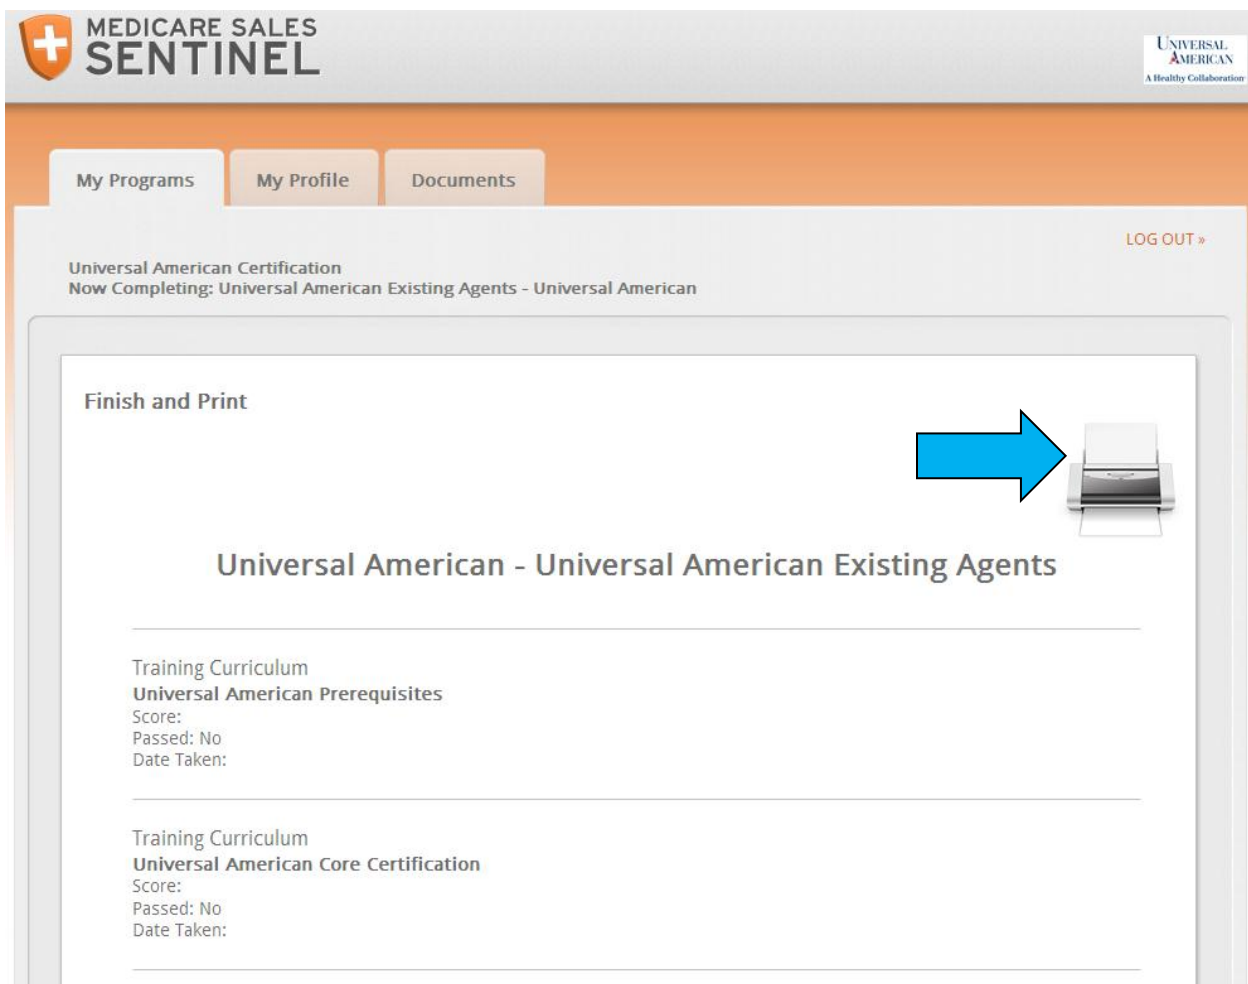 MEDICARE SALES
SENTINEL
UNIVERSAL
AMERICAN
A Healthy Collaboration
My Programs
My Profile
Documents
LOG OUT »
Universal American Certification
Now Completing: Universal American Existing Agents - Universal American
Finish and Print
Universal American - Universal American Existing Agents
Training Curriculum
Universal American Prerequisites
Score:
Passed: No
Date Taken:
Training Curriculum
Universal American Core Certification
Score:
Passed: No
Date Taken: